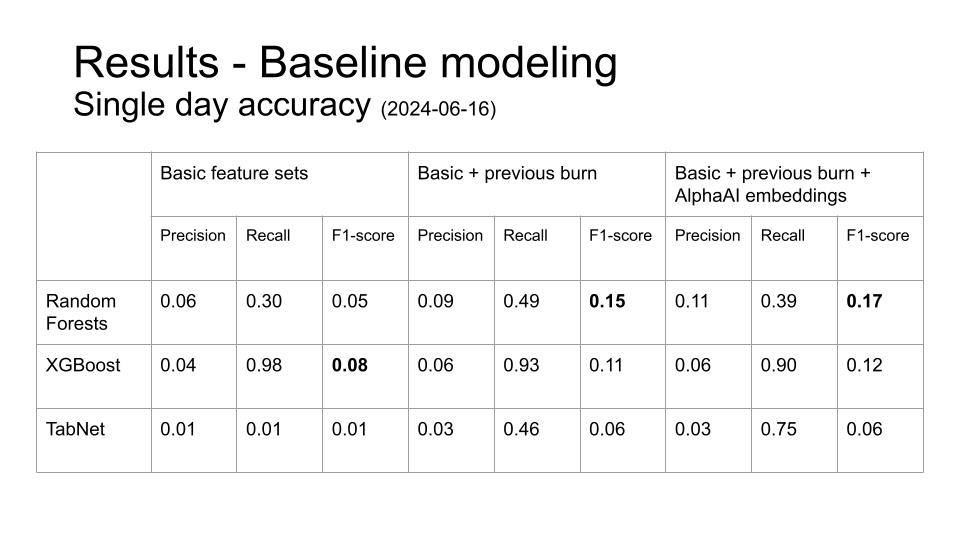 Results - Baseline modeling
Single day accuracy (2024-06-16)
Basic feature sets Basic + previous burn Basic + previous burn +
AlphaAI embeddings
Precision Recall F1-score Precision Recall F1-score Precision Recall F1-score
Random
Forests 0.06 0.30 0.05 0.09 0.49 0.15 0.11 0.39 0.17
XGBoost 0.04 0.98 0.08 0.06 0.93 0.11 0.06 0.90 0.12
TabNet 0.01 0.01 0.01 0.03 0.46 0.06 0.03 0.75 0.06